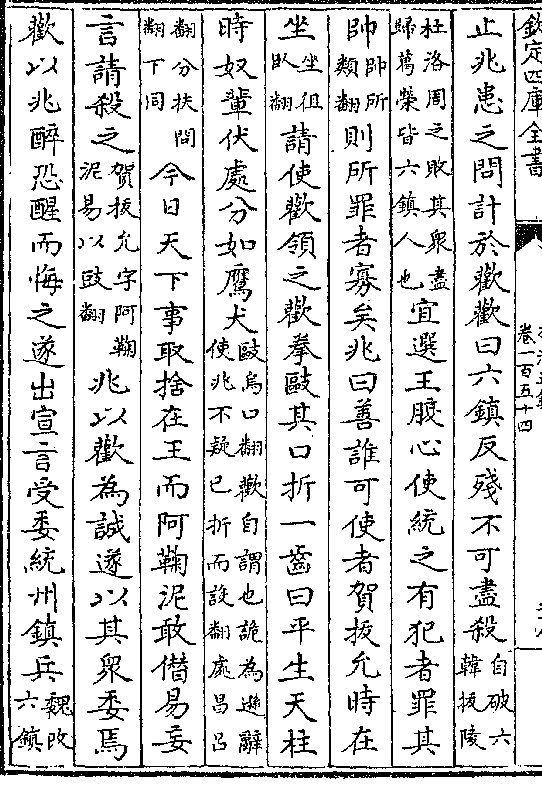 欽定四庫全書
卷一百五十四
止兆患之問計於歡歡曰六鎮反殘不可盡殺自破六韓拔陵
杜洛周之敗其衆盡歸葛榮皆六鎮人也宜選王腹心使統之有犯者罪其
帥帥所類翻則所罪者寡矣兆曰善誰可使者賀拔允時在
坐坐徂臥翻請使歡領之歡拳毆其口折一齒曰平生天柱
時奴輩伏處分如鷹犬毆烏口翻歡自謂也詭為遜辭使兆不疑已折而設翻處昌呂
翻分扶問翻下同今日天下事取捨在王而阿鞠泥敢僭易妄
言請殺之賀拔允字阿鞠泥易以豉翻兆以歡為誠遂以其衆委焉
歡以兆醉恐醒而悔之遂出宣言受委統州鎮兵魏改六鎮